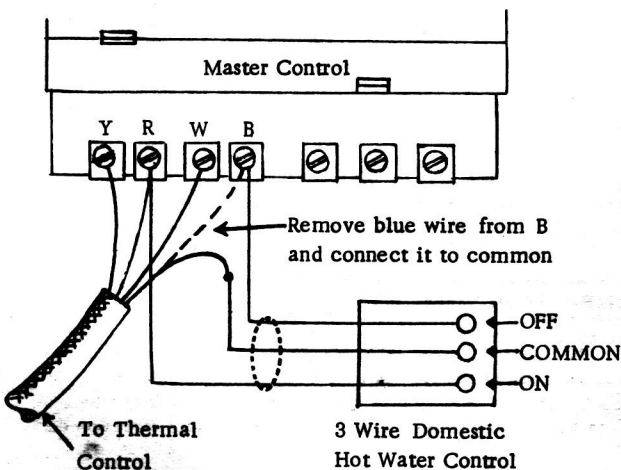 Master Control
Y R W B
Remove blue wire from B
and connect it to common
OFF
COMMON
ON
To Thermal
Control
3 Wire Domestic
Hot Water Control